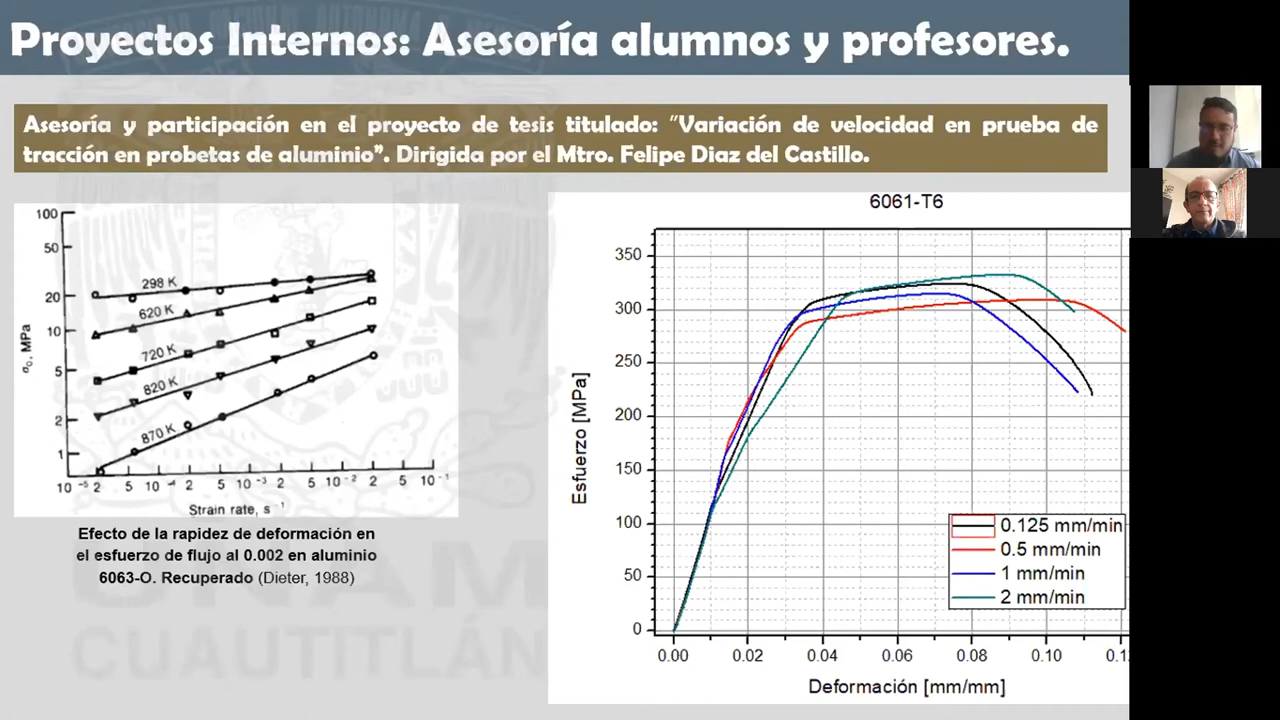 Proyectos Internos: Asesoría alumnos y profesores.
Asesoría y participación en el proyecto de tesis titulado: "Variación de velocidad en prueba de
tracción en probetas de aluminio". Dirigida por el Mtro. Felipe Diaz del Castillo.
100
50
20
10
5
2
1
σ₀, MPa
298 K
620 K
720 K
820 K
870 K
10⁻⁵ 2 5 10⁻⁴ 2 5 10⁻³ 2 5 10⁻² 2 5 10⁻¹
Strain rate, s⁻¹
Efecto de la rapidez de deformación en
el esfuerzo de flujo al 0.002 en aluminio
6063-O. Recuperado (Dieter, 1988)
6061-T6
350
300
250
200
150
100
50
0
Esfuerzo [MPa]
0.125 mm/min
0.5 mm/min
1 mm/min
2 mm/min
0.00 0.02 0.04 0.06 0.08 0.10 0.1
Deformación [mm/mm]
UNAM
CUAUTITLÁN